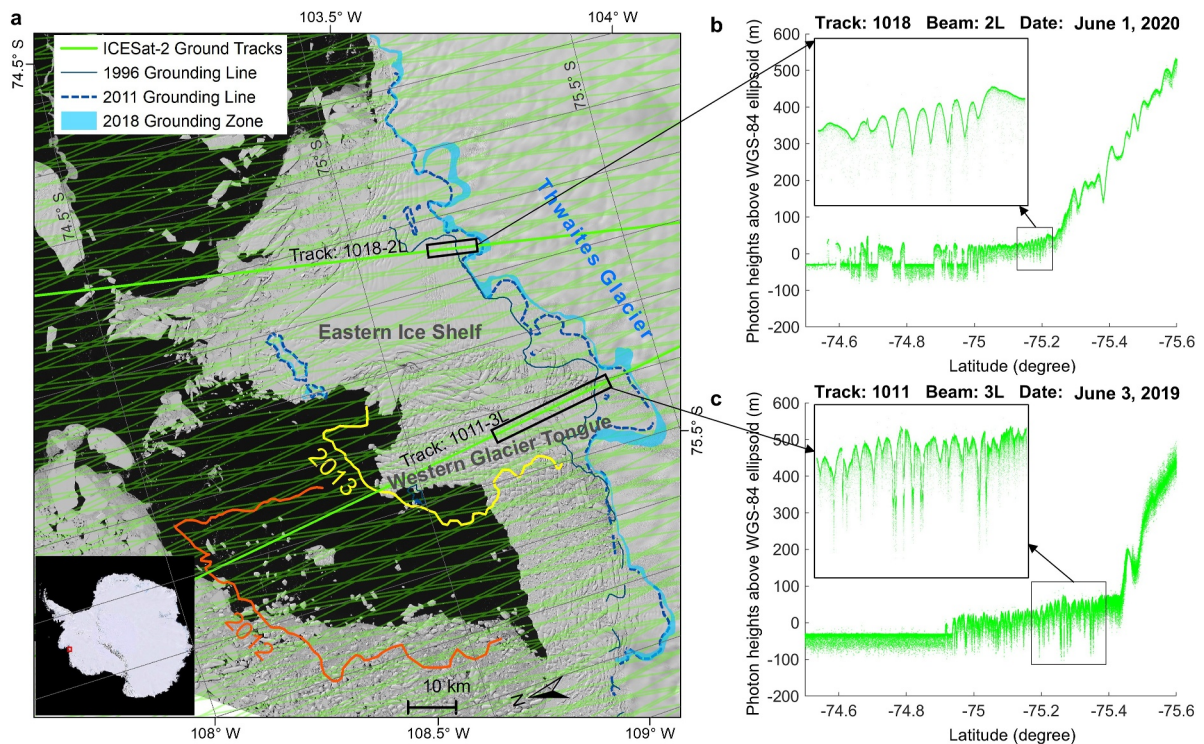 a
103.5° W
104° W
74.5° S
ICESat-2 Ground Tracks
1996 Grounding Line
2011 Grounding Line
2018 Grounding Zone
75.5° S
75° S
74.5° S
Thwaites Glacier
Track: 1018-2L
Eastern Ice Shelf
Track: 1011-3L
Western Glacier Tongue
75.5° S
2013
2012
10 km
N
108° W
108.5° W
109° W
b
Track: 1018 Beam: 2L Date: June 1, 2020
Photon heights above WGS-84 ellipsoid (m)
600
500
400
300
200
100
0
-100
-200
-74.6
-74.8
-75
-75.2
-75.4
-75.6
Latitude (degree)
c
Track: 1011 Beam: 3L Date: June 3, 2019
Photon heights above WGS-84 ellipsoid (m)
600
500
400
300
200
100
0
-100
-200
-74.6
-74.8
-75
-75.2
-75.4
-75.6
Latitude (degree)